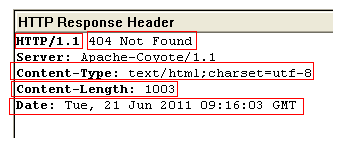 HTTP Response Header
HTTP/1.1 404 Not Found
Server: Apache-Coyote/1.1
Content-Type: text/html;charset=utf-8
Content-Length: 1003
Date: Tue, 21 Jun 2011 09:16:03 GMT